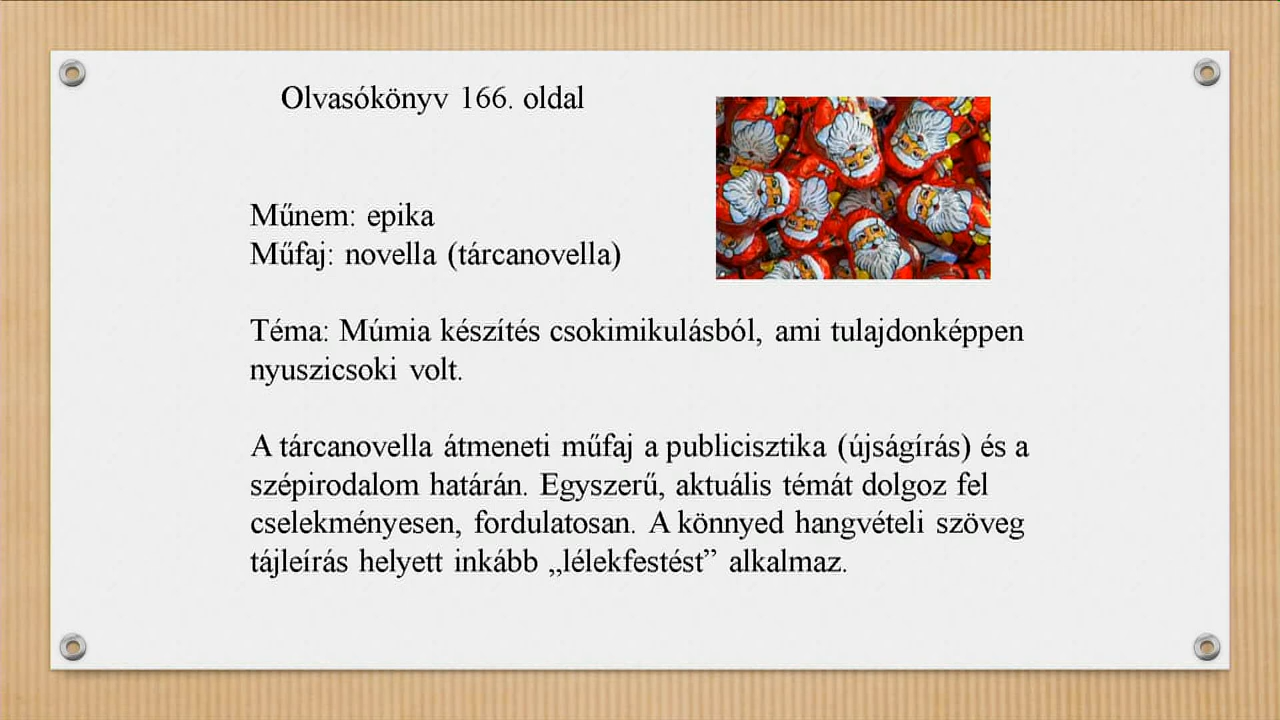 Olvasókönyv 166. oldal
Műnem: epika
Műfaj: novella (tárcanovella)
Téma: Múmia készítés csokimikulásból, ami tulajdonképpen
nyuszicsoki volt.
A tárcanovella átmeneti műfaj a publicisztika (újságírás) és a
szépirodalom határán. Egyszerű, aktuális témát dolgoz fel
cselekményesen, fordulatosan. A könnyed hangvételi szöveg
tájleírás helyett inkább „lélekfestést” alkalmaz.